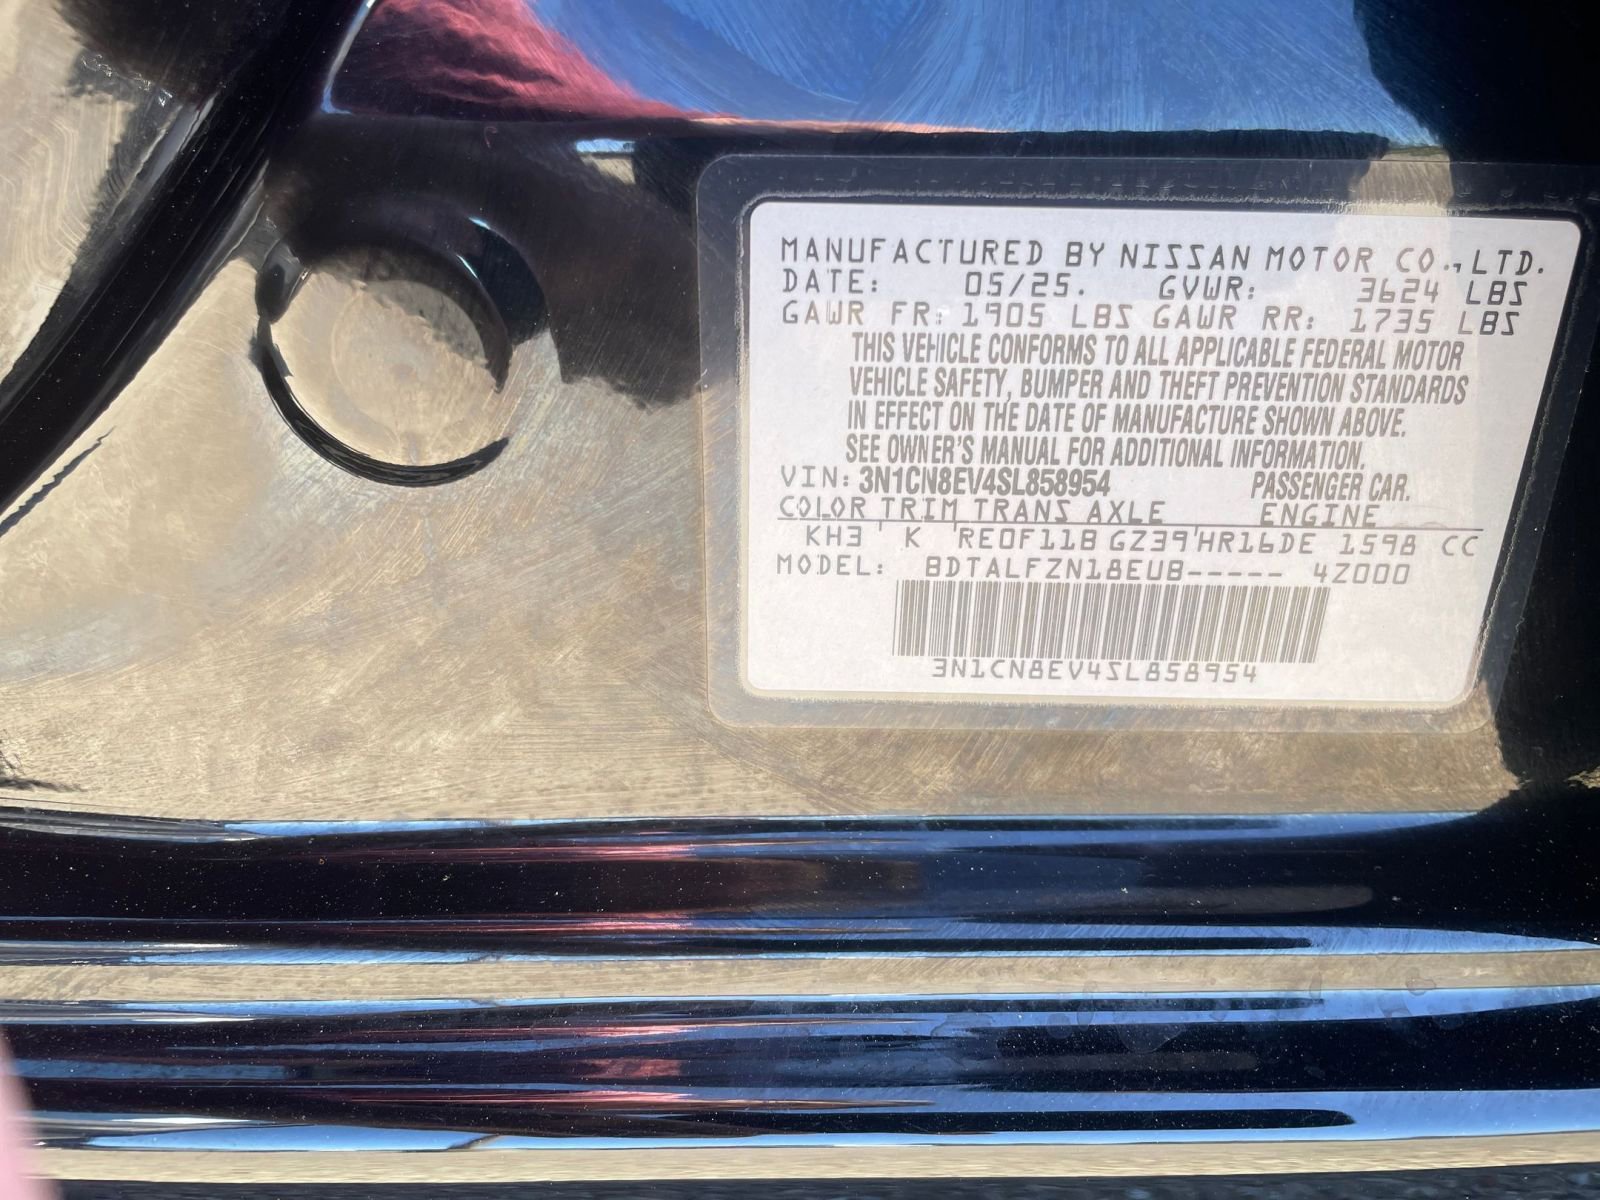 MANUFACTURED BY NISSAN MOTOR CO.,LTD.
DATE: 05/25. GVWR: 3624 LBS
GAWR FR: 1905 LBS GAWR RR: 1735 LBS
THIS VEHICLE CONFORMS TO ALL APPLICABLE FEDERAL MOTOR
VEHICLE SAFETY, BUMPER AND THEFT PREVENTION STANDARDS
IN EFFECT ON THE DATE OF MANUFACTURE SHOWN ABOVE.
SEE OWNER'S MANUAL FOR ADDITIONAL INFORMATION.
VIN: 3N1CN8EV4SL858954 PASSENGER CAR.
COLOR TRIM TRANS AXLE ENGINE
KH3 K RE0F11B GZ39 HR16DE 1598 CC
MODEL: BDTALFZN18EUB----- 4Z000
3N1CN8EV4SL858954